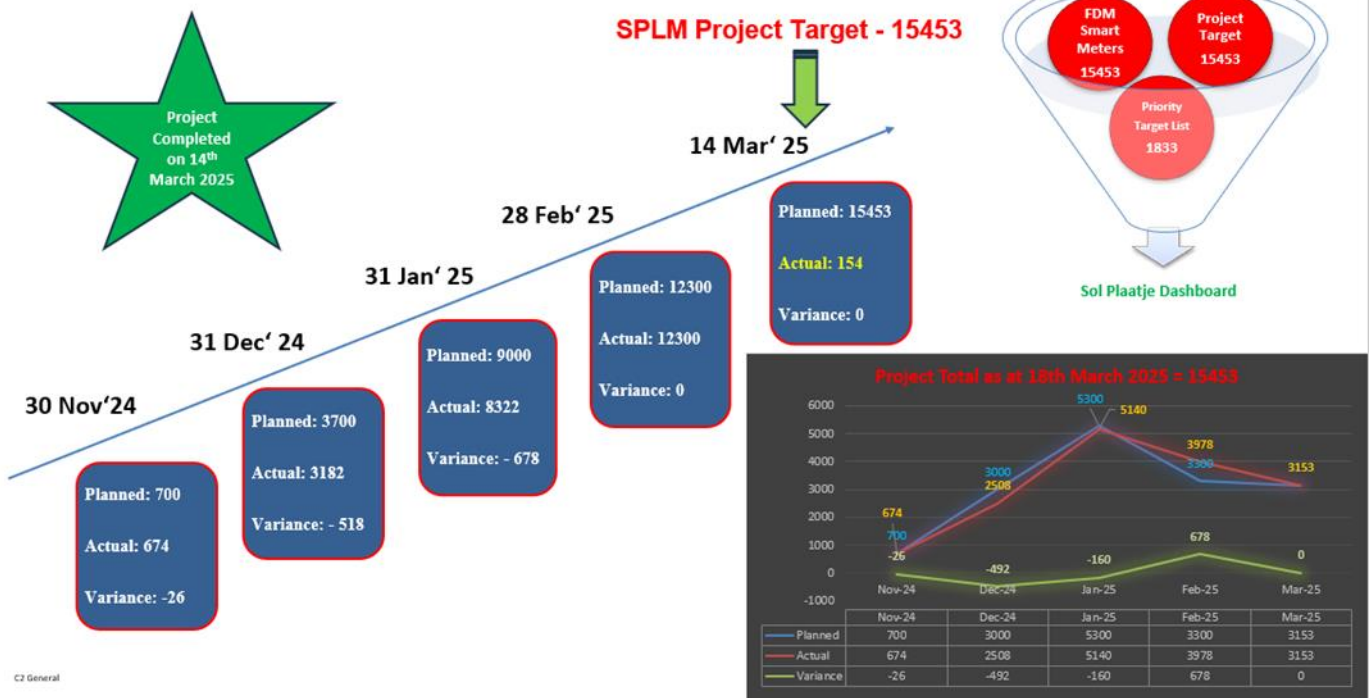 SPLM Project Target - 15453
Project
Completed
on 14th
March 2025
FDM
Smart
Meters
15453
Project
Target
15453
Priority
Target List
1833
Sol Plaatje Dashboard
30 Nov‘24
Planned: 700
Actual: 674
Variance: -26
31 Dec‘ 24
Planned: 3700
Actual: 3182
Variance: - 518
31 Jan‘ 25
Planned: 9000
Actual: 8322
Variance: - 678
28 Feb‘ 25
Planned: 12300
Actual: 12300
Variance: 0
14 Mar‘ 25
Planned: 15453
Actual: 154
Variance: 0
Project Total as at 18th March 2025 = 15453
6000
5000
4000
3000
2000
1000
0
-1000
5300
5140
3978
3300
3153
3000
2508
674
700
-26
-492
-160
678
0
Nov-24 Dec-24 Jan-25 Feb-25 Mar-25
Nov-24 Dec-24 Jan-25 Feb-25 Mar-25
Planned 700 3000 5300 3300 3153
Actual 674 2508 5140 3978 3153
Variance -26 -492 -160 678 0
C2 General